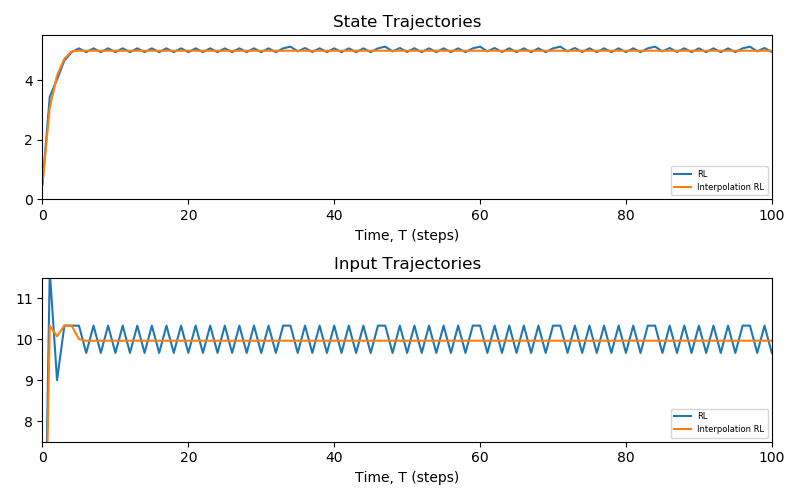 State Trajectories
4
2
0
0 20 40 60 80 100
RL
Interpolation RL
Time, T (steps)
Input Trajectories
11
10
9
8
RL
Interpolation RL
0 20 40 60 80 100
Time, T (steps)